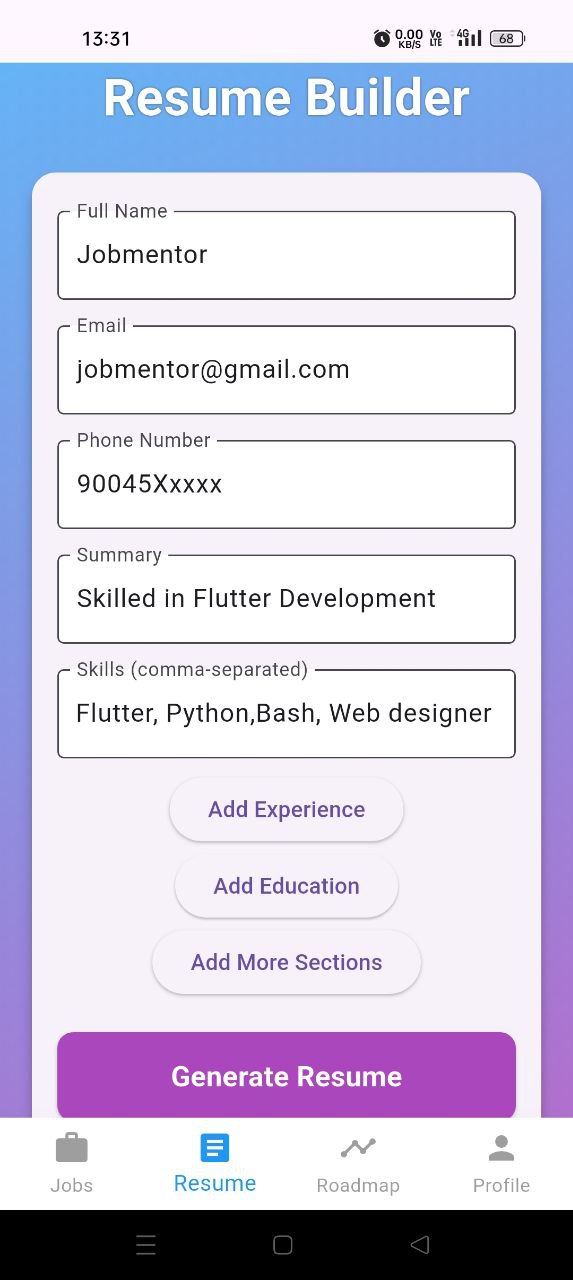 13:31
0.00 KB/S Vo LTE 4G 68
Resume Builder
Full Name
Jobmentor
Email
jobmentor@gmail.com
Phone Number
90045Xxxxx
Summary
Skilled in Flutter Development
Skills (comma-separated)
Flutter, Python,Bash, Web designer
Add Experience
Add Education
Add More Sections
Generate Resume
Jobs
Resume
Roadmap
Profile